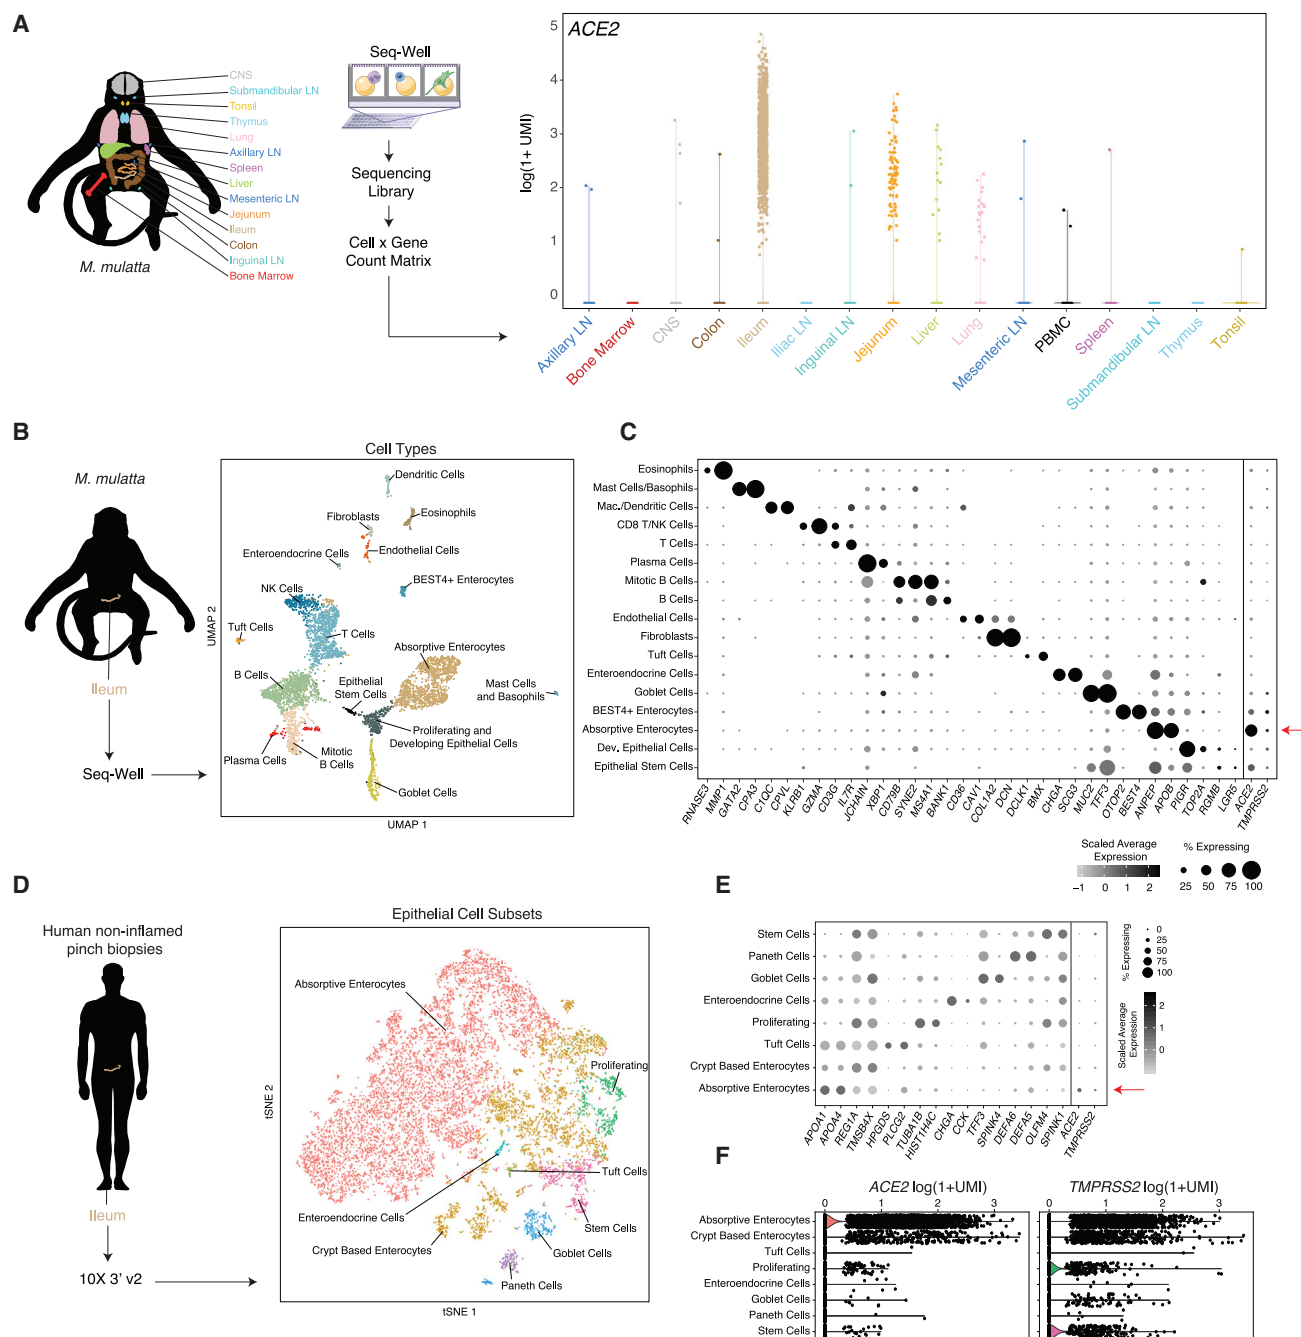 A
CNS
Submandibular LN
Tonsil
Thymus
Lung
Axillary LN
Spleen
Liver
Mesenteric LN
Jejunum
Ileum
Colon
Inguinal LN
Bone Marrow
M. mulatta
Seq-Well
Sequencing
Library
Cell x Gene
Count Matrix
ACE2
log(1+ UMI)
5
4
3
2
1
0
Axillary LN
Bone Marrow
CNS
Colon
Ileum
Iliac LN
Inguinal LN
Jejunum
Liver
Lung
Mesenteric LN
PBMC
Spleen
Submandibular LN
Thymus
Tonsil
B
M. mulatta
Ileum
Seq-Well
Cell Types
Dendritic Cells
Eosinophils
Fibroblasts
Endothelial Cells
Enteroendocrine Cells
BEST4+ Enterocytes
NK Cells
Tuft Cells
T Cells
Absorptive Enterocytes
B Cells
Epithelial
Stem Cells
Mast Cells
and Basophils
Proliferating and
Developing Epithelial Cells
Plasma Cells
Mitotic
B Cells
Goblet Cells
UMAP 2
UMAP 1
C
Eosinophils
Mast Cells/Basophils
Mac./Dendritic Cells
CD8 T/NK Cells
T Cells
Plasma Cells
Mitotic B Cells
B Cells
Endothelial Cells
Fibroblasts
Tuft Cells
Enteroendocrine Cells
Goblet Cells
BEST4+ Enterocytes
Absorptive Enterocytes
Dev. Epithelial Cells
Epithelial Stem Cells
RNASE3
MMP1
GATA2
CPA3
C1QC
CPVL
KLRB1
GZMA
CD3G
IL7R
JCHAIN
XBP1
CD79B
SYNE2
MS4A1
BANK1
CD36
CAV1
COL1A2
DCN
DCLK1
BMX
CHGA
SCG3
MUC2
TFF3
OTOP2
BEST4
ANPEP
APOB
PIGR
TOP2A
RGMB
LGR5
ACE2
TMPRSS2
Scaled Average
Expression
−1 0 1 2
% Expressing
25 50 75 100
D
Human non-inflamed
pinch biopsies
Ileum
10X 3' v2
Epithelial Cell Subsets
Absorptive Enterocytes
Proliferating
Tuft Cells
Enteroendocrine Cells
Stem Cells
Crypt Based Enterocytes
Goblet Cells
Paneth Cells
tSNE 2
tSNE 1
E
Stem Cells
Paneth Cells
Goblet Cells
Enteroendocrine Cells
Proliferating
Tuft Cells
Crypt Based Enterocytes
Absorptive Enterocytes
APOA1
APOA4
REG1A
TMSB4X
HPGDS
PLCG2
TUBA1B
HIST1H4C
CHGA
CCK
TFF3
SPINK4
DEFA6
DEFA5
OLFM4
SPINK1
ACE2
TMPRSS2
% Expressing
0
25
50
75
100
Scaled Average
Expression
2
1
0
F
ACE2 log(1+UMI)
0 1 2 3
TMPRSS2 log(1+UMI)
0 1 2 3
Absorptive Enterocytes
Crypt Based Enterocytes
Tuft Cells
Proliferating
Enteroendocrine Cells
Goblet Cells
Paneth Cells
Stem Cells